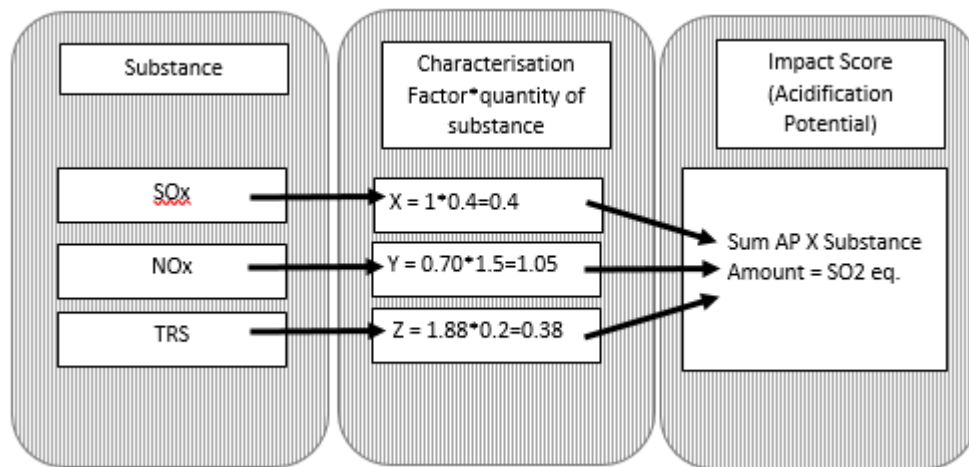 Substance
Characterisation
Factor*quantity of
substance
Impact Score
(Acidification
Potential)
SOx
X = 1*0.4=0.4
NOx
Y = 0.70*1.5=1.05
TRS
Z = 1.88*0.2=0.38
Sum AP X Substance
Amount = SO2 eq.